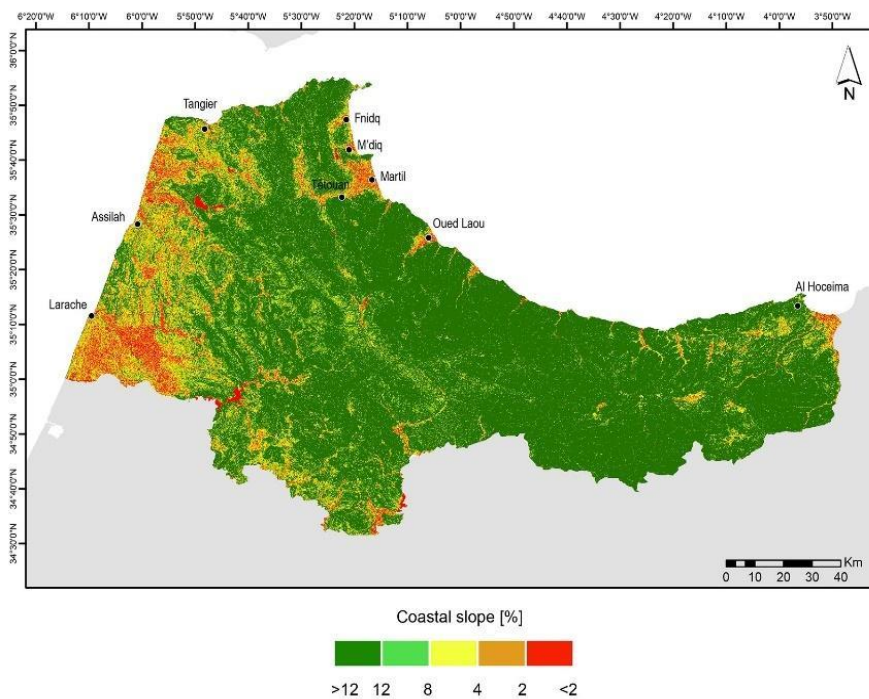 6°20'0"W 6°10'0"W 6°0'0"W 5°50'0"W 5°40'0"W 5°30'0"W 5°20'0"W 5°10'0"W 5°0'0"W 4°50'0"W 4°40'0"W 4°30'0"W 4°20'0"W 4°10'0"W 4°0'0"W 3°50'0"W
36°0'0"N
35°50'0"N
35°40'0"N
35°30'0"N
35°20'0"N
35°10'0"N
35°0'0"N
34°50'0"N
34°40'0"N
34°30'0"N
N
Tangier
Fnidq
M'diq
Martil
Tetouan
Assilah
Oued Laou
Larache
Al Hoceima
Km
0 10 20 30 40
Coastal slope [%]
>12 12 8 4 2 <2